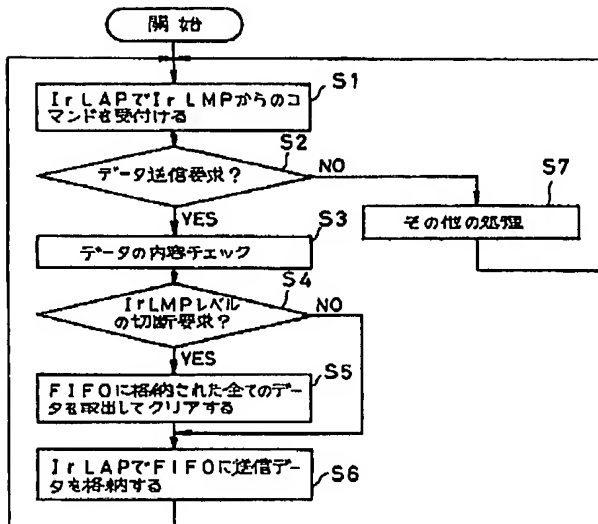 開始
IrLAPでIrLMPからのコ
マンドを受付ける
S1
データ送信要求?
S2
NO
YES
その他の処理
S7
データの内容チェック
S3
IrLMPレベル
の切断要求?
S4
NO
YES
FIFOに格納された全てのデー
タを取出してクリアする
S5
IrLAPでFIFOに送信デー
タを格納する
S6